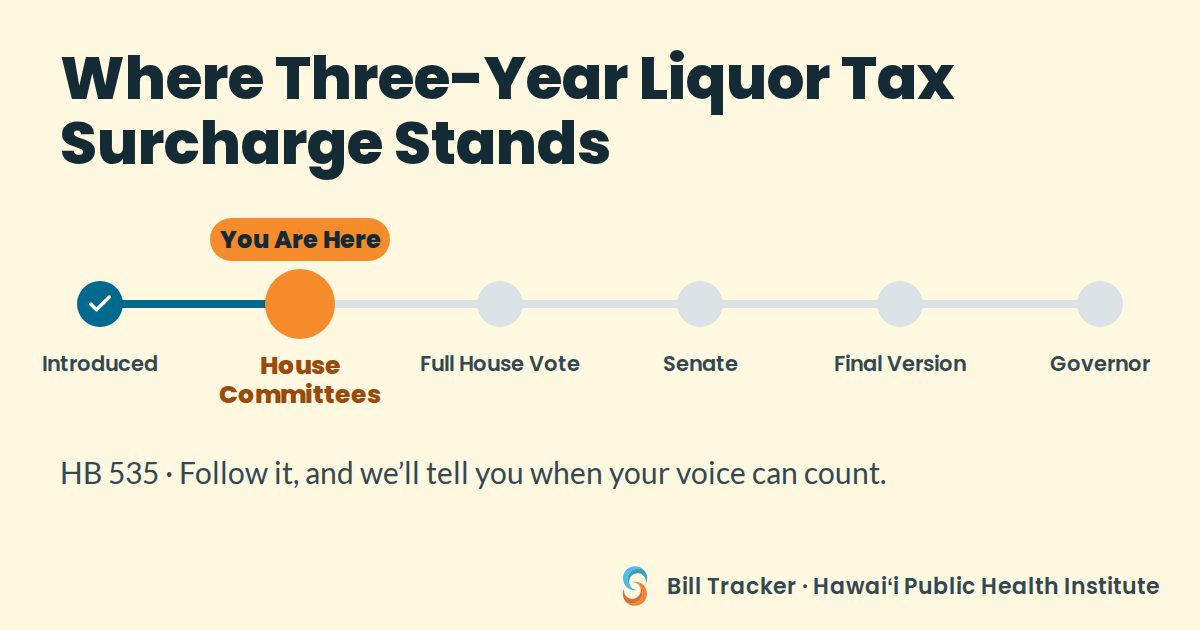 Where Three-Year Liquor Tax
Surcharge Stands
You Are Here
Introduced
House
Committees
Full House Vote
Senate
Final Version
Governor
HB 535 · Follow it, and we’ll tell you when your voice can count.
Bill Tracker · Hawaiʻi Public Health Institute